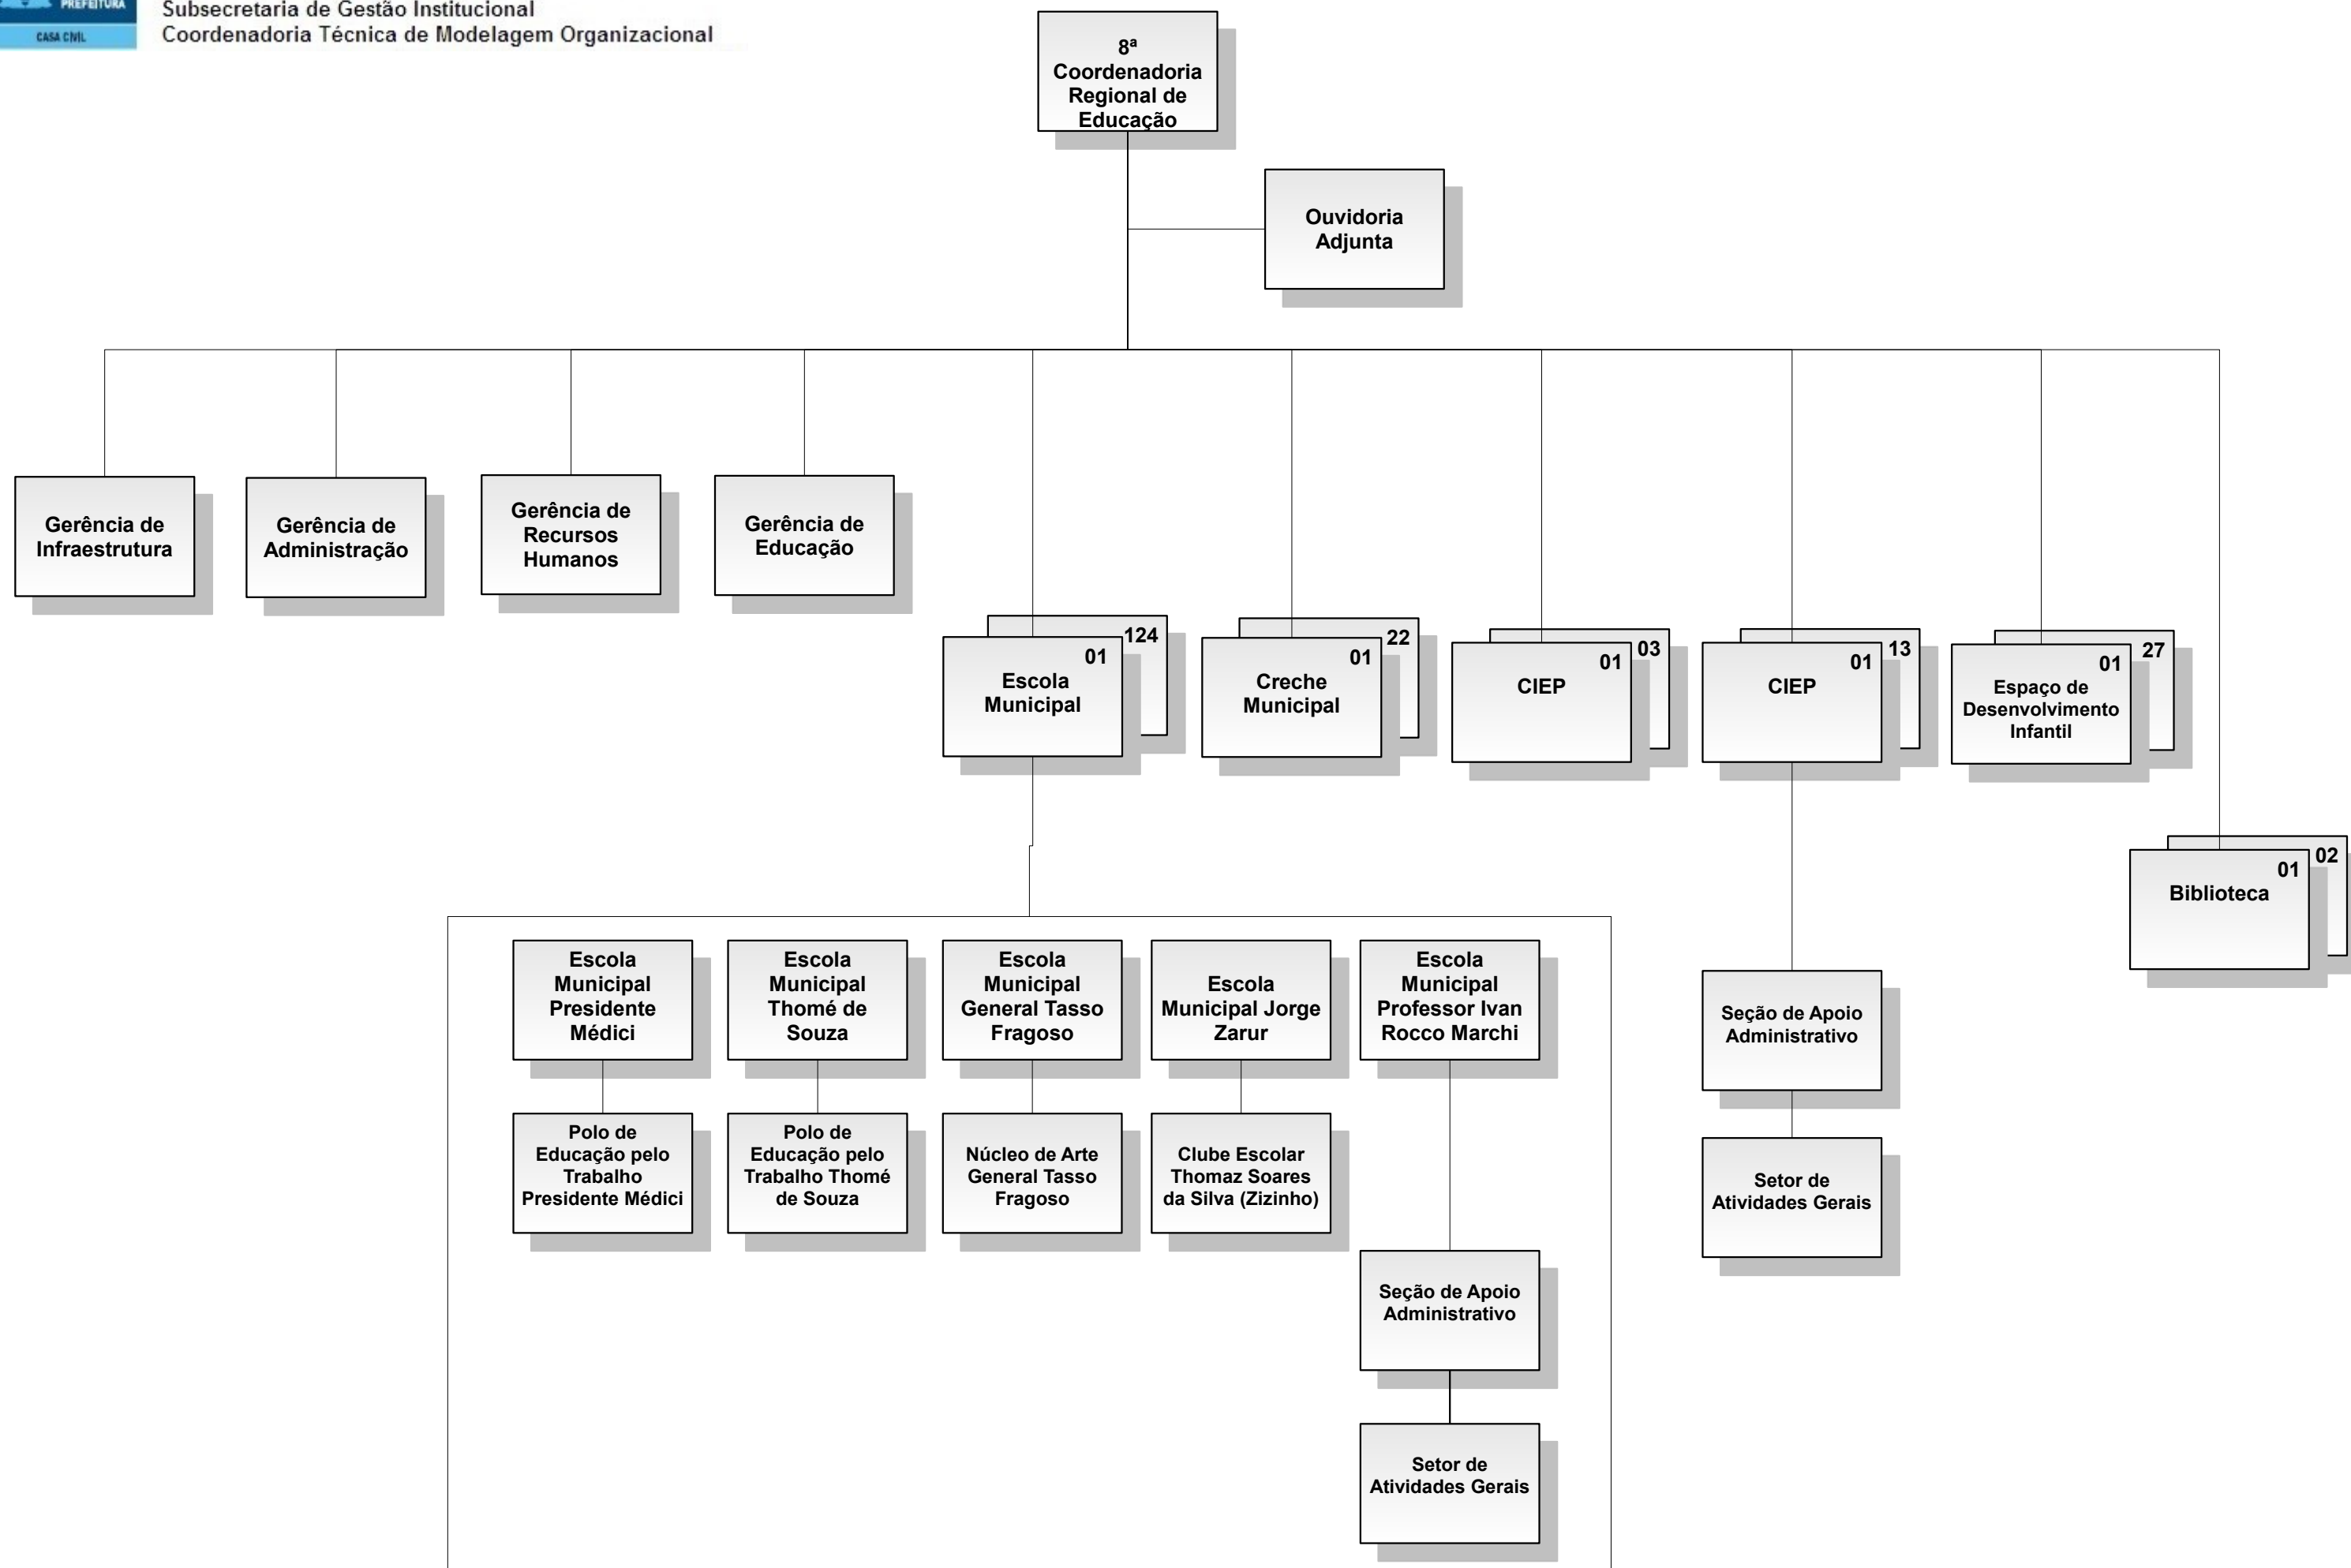 PREFEITURA
CASA CIVIL
Subsecretaria de Gestão Institucional
Coordenadoria Técnica de Modelagem Organizacional
8ª
Coordenadoria
Regional de
Educação
Ouvidoria
Adjunta
Gerência de
Infraestrutura
Gerência de
Administração
Gerência de
Recursos
Humanos
Gerência de
Educação
124
01
Escola
Municipal
22
01
Creche
Municipal
03
01
CIEP
13
01
CIEP
27
01
Espaço de
Desenvolvimento
Infantil
02
01
Biblioteca
Escola
Municipal
Presidente
Médici
Escola
Municipal
Thomé de
Souza
Escola
Municipal
General Tasso
Fragoso
Escola
Municipal Jorge
Zarur
Escola
Municipal
Professor Ivan
Rocco Marchi
Seção de Apoio
Administrativo
Polo de
Educação pelo
Trabalho
Presidente Médici
Polo de
Educação pelo
Trabalho Thomé
de Souza
Núcleo de Arte
General Tasso
Fragoso
Clube Escolar
Thomaz Soares
da Silva (Zizinho)
Setor de
Atividades Gerais
Seção de Apoio
Administrativo
Setor de
Atividades Gerais